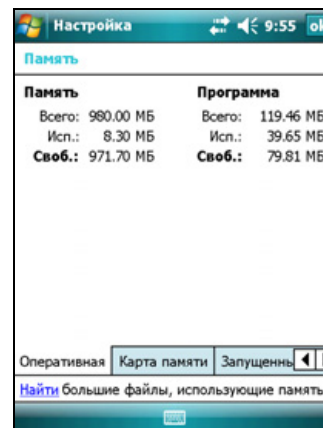 Настройка 9:55 ok
Память
Память Программа
Всего: 980.00 МБ Всего: 119.46 МБ
Исп.: 8.30 МБ Исп.: 39.65 МБ
Своб.: 971.70 МБ Своб.: 79.81 МБ
Оперативная Карта памяти Запущенны
Найти большие файлы, использующие память